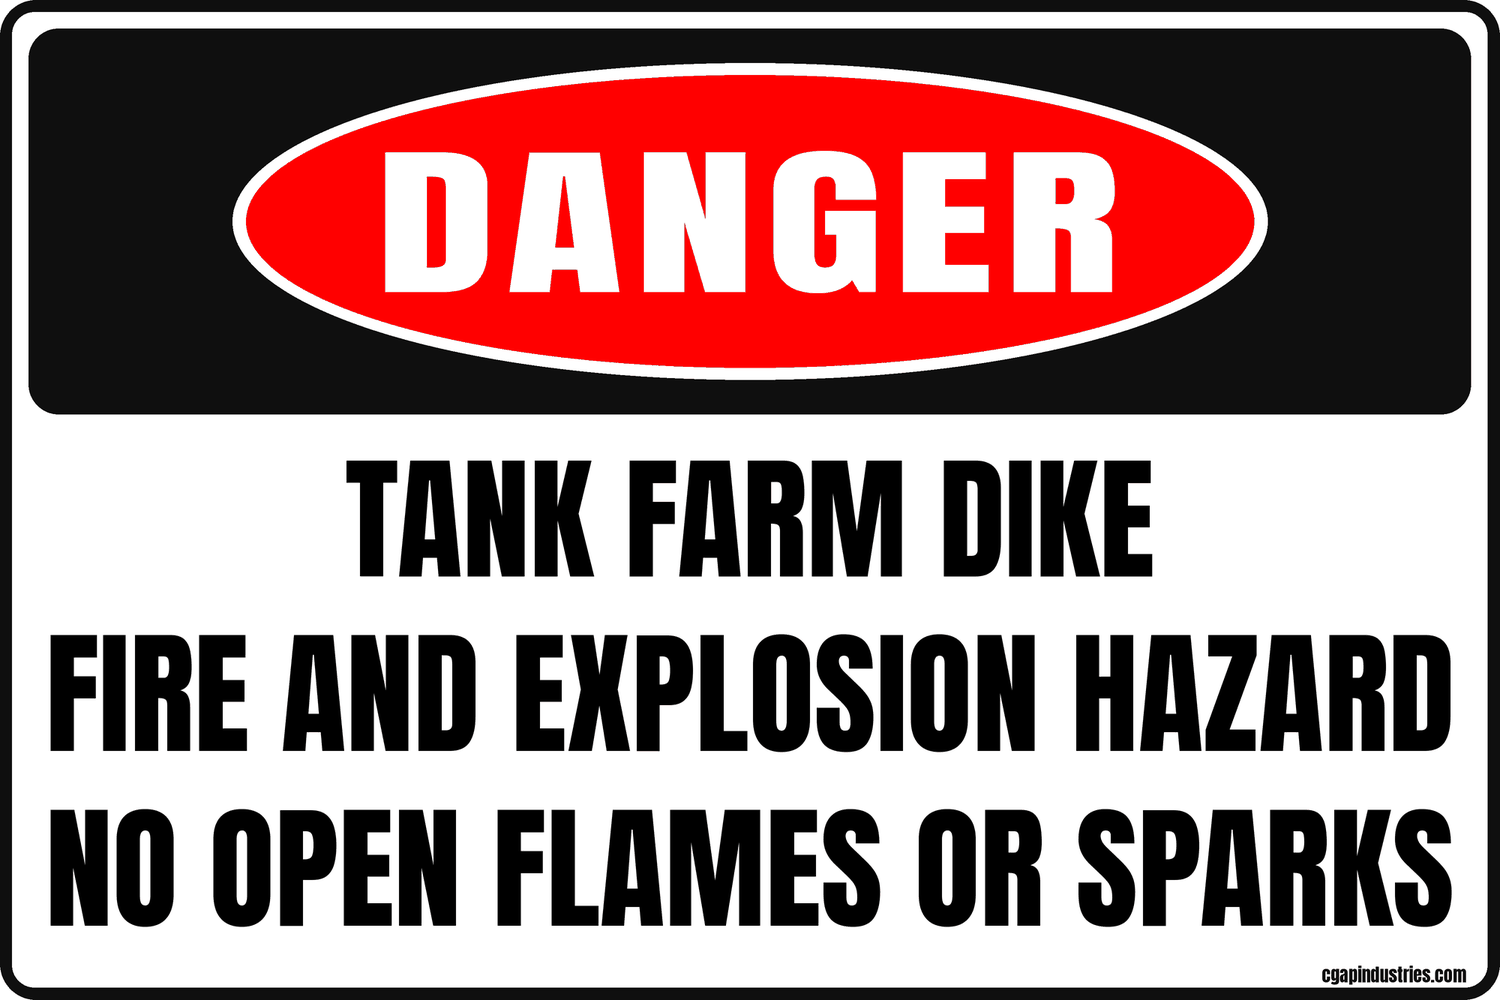 DANGER
TANK FARM DIKE
FIRE AND EXPLOSION HAZARD
NO OPEN FLAMES OR SPARKS
cgapindustries.com